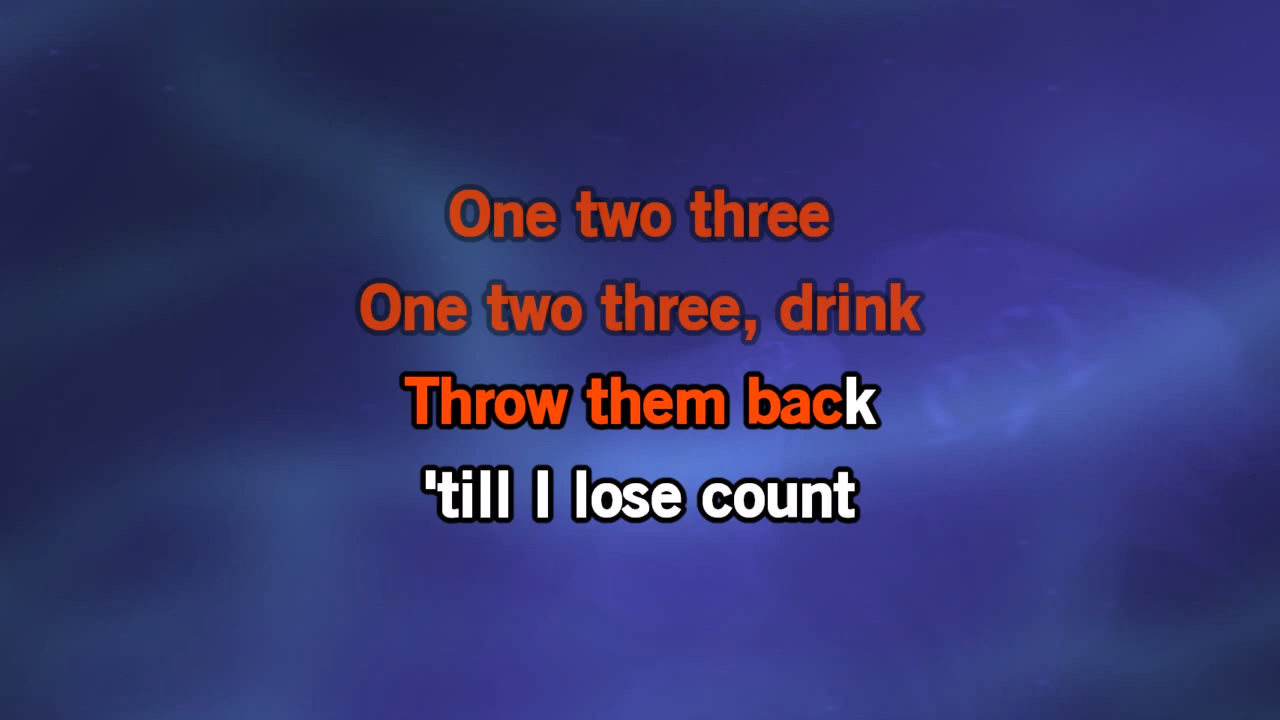 One two three
One two three, drink
Throw them back
'till I lose count